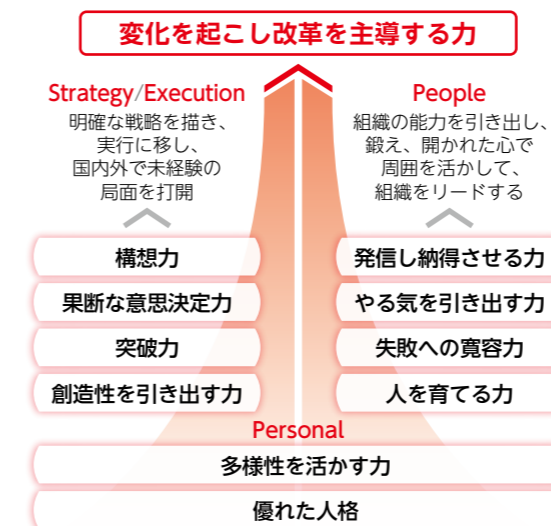 変化を起こし改革を主導する力
Strategy/Execution
明確な戦略を描き、
実行に移し、
国内外で未経験の
局面を打開
構想力
果断な意思決定力
突破力
創造性を引き出す力
People
組織の能力を引き出し、
鍛え、開かれた心で
周囲を活かして、
組織をリードする
発信し納得させる力
やる気を引き出す力
失敗への寛容力
人を育てる力
Personal
多様性を活かす力
優れた人格